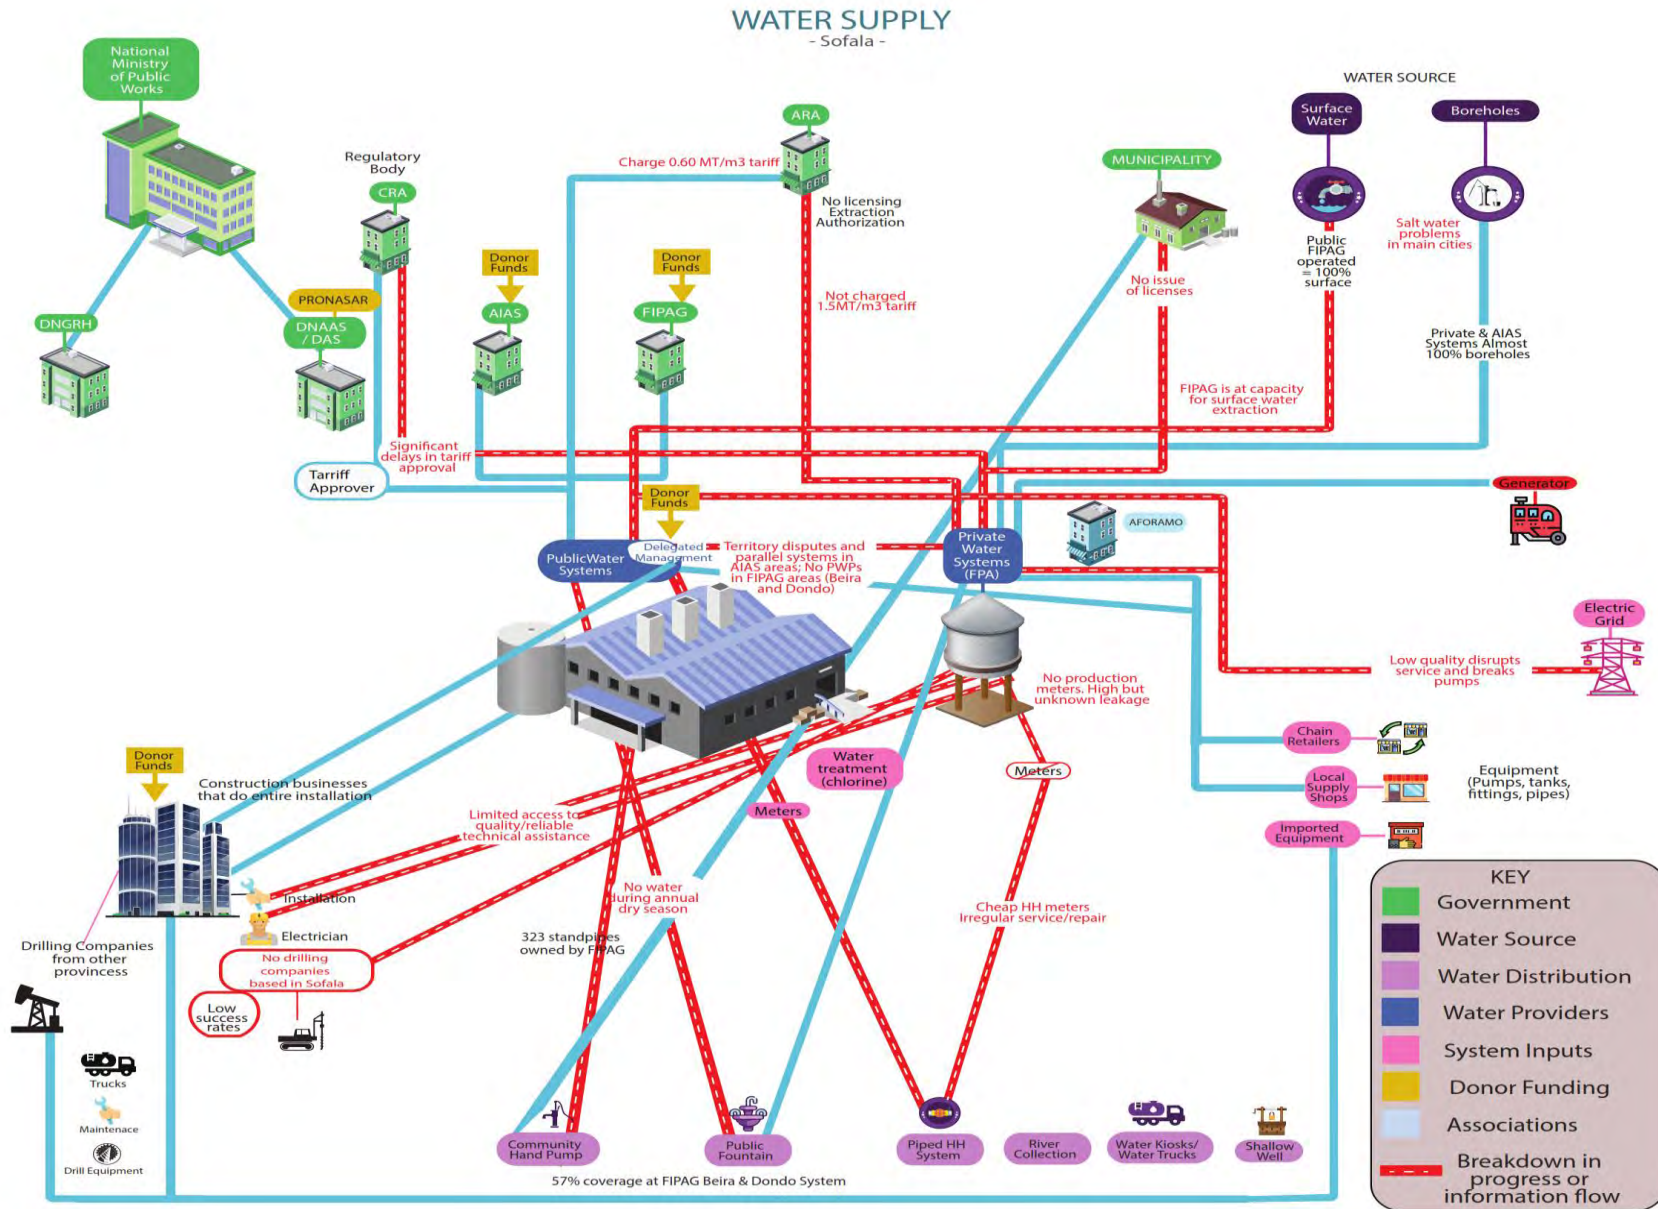 WATER SUPPLY
- Sofala -
National
Ministry
of Public
Works
WATER SOURCE
Surface
Water
Boreholes
ARA
Regulatory
Body
CRA
Charge 0.60 MT/m3 tariff
MUNICIPALITY
No licensing
Extraction
Authorization
Salt water
problems
in main cities
Public
FIPAG
operated
= 100%
surface
Donor
Funds
Donor
Funds
No issue
of licenses
PRONASAR
Not charged
1.5MT/m3 tariff
AIAS
FIPAG
DNGRH
DNAAS
/ DAS
Private & AIAS
Systems Almost
100% boreholes
FIPAG is at capacity
for surface water
extraction
Significant
delays in tariff
approval
Tarriff
Approver
Donor
Funds
Generator
AFORAMO
PublicWater
Systems
Delegated
Management
Territory disputes and
parallel systems in
AIAS areas; No PWPs
in FIPAG areas (Beira
and Dondo)
Private
Water
Systems
(FPA)
Electric
Grid
Low quality disrupts
service and breaks
pumps
No production
meters. High but
unknown leakage
Chain
Retailers
Donor
Funds
Water
treatment
(chlorine)
Meters
Construction businesses
that do entire installation
Local
Supply
Shops
Equipment
(Pumps, tanks,
fittings, pipes)
Meters
Limited access to
quality/reliable
technical assistance
Imported
Equipment
Installation
No water
during annual
dry season
Cheap HH meters
Irregular service/repair
Electrician
323 standpipes
owned by FIPAG
Drilling Companies
from other
provincess
No drilling
companies
based in Sofala
Low
success
rates
Trucks
Maintenace
Drill Equipment
Community
Hand Pump
Public
Fountain
Piped HH
System
River
Collection
Water Kiosks/
Water Trucks
Shallow
Well
57% coverage at FIPAG Beira & Dondo System
KEY
Government
Water Source
Water Distribution
Water Providers
System Inputs
Donor Funding
Associations
Breakdown in
progress or
information flow